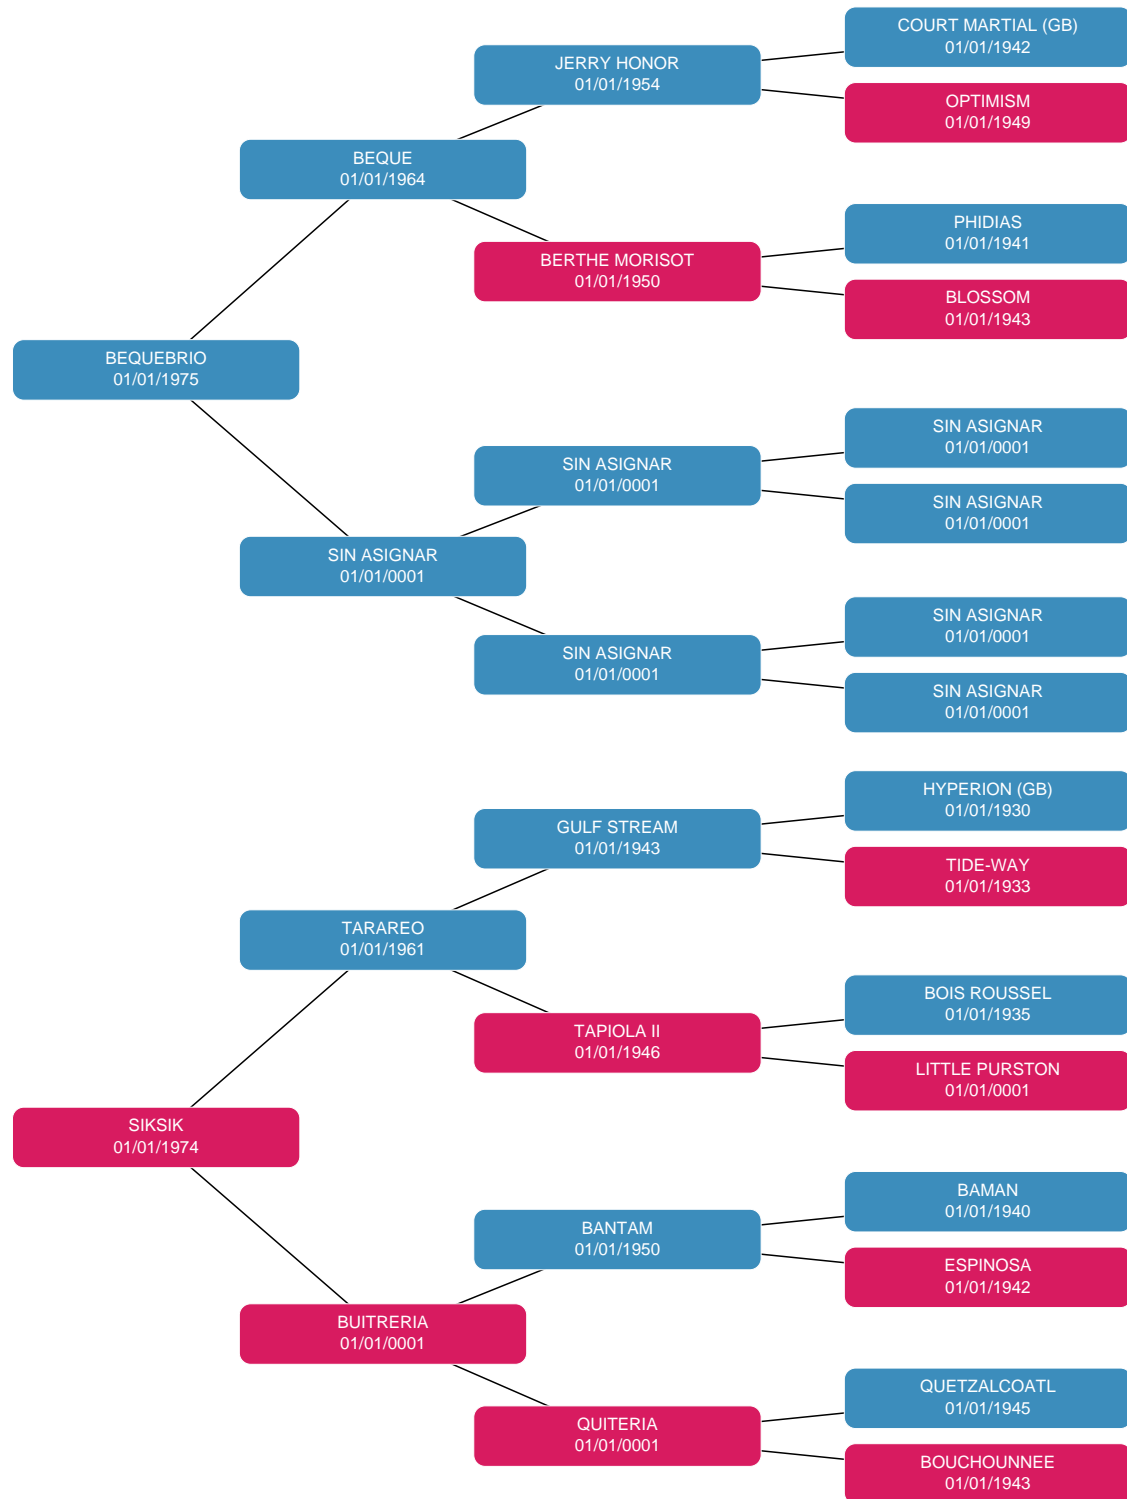 COURT MARTIAL (GB)
01/01/1942
JERRY HONOR
01/01/1954
OPTIMISM
01/01/1949
BEQUE
01/01/1964
PHIDIAS
01/01/1941
BERTHE MORISOT
01/01/1950
BLOSSOM
01/01/1943
BEQUEBRIO
01/01/1975
SIN ASIGNAR
01/01/0001
SIN ASIGNAR
01/01/0001
SIN ASIGNAR
01/01/0001
SIN ASIGNAR
01/01/0001
SIN ASIGNAR
01/01/0001
SIN ASIGNAR
01/01/0001
SIN ASIGNAR
01/01/0001
HYPERION (GB)
01/01/1930
GULF STREAM
01/01/1943
TIDE-WAY
01/01/1933
TARAREO
01/01/1961
BOIS ROUSSEL
01/01/1935
TAPIOLA II
01/01/1946
LITTLE PURSTON
01/01/0001
SIKSIK
01/01/1974
BAMAN
01/01/1940
BANTAM
01/01/1950
ESPINOSA
01/01/1942
BUITRERIA
01/01/0001
QUETZALCOATL
01/01/1945
QUITERIA
01/01/0001
BOUCHOUNNEE
01/01/1943